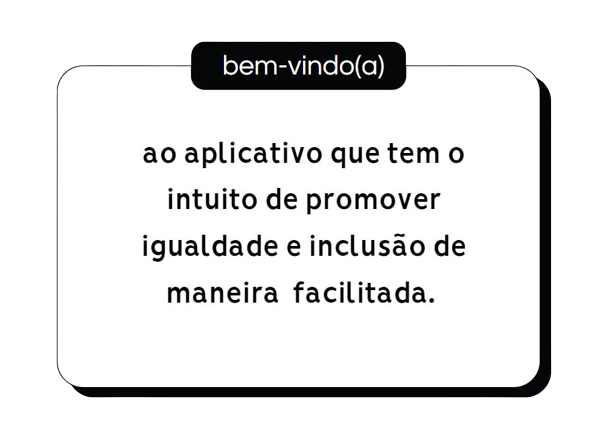 bem-vindo(a)
ao aplicativo que tem o
intuito de promover
igualdade e inclusão de
maneira facilitada.